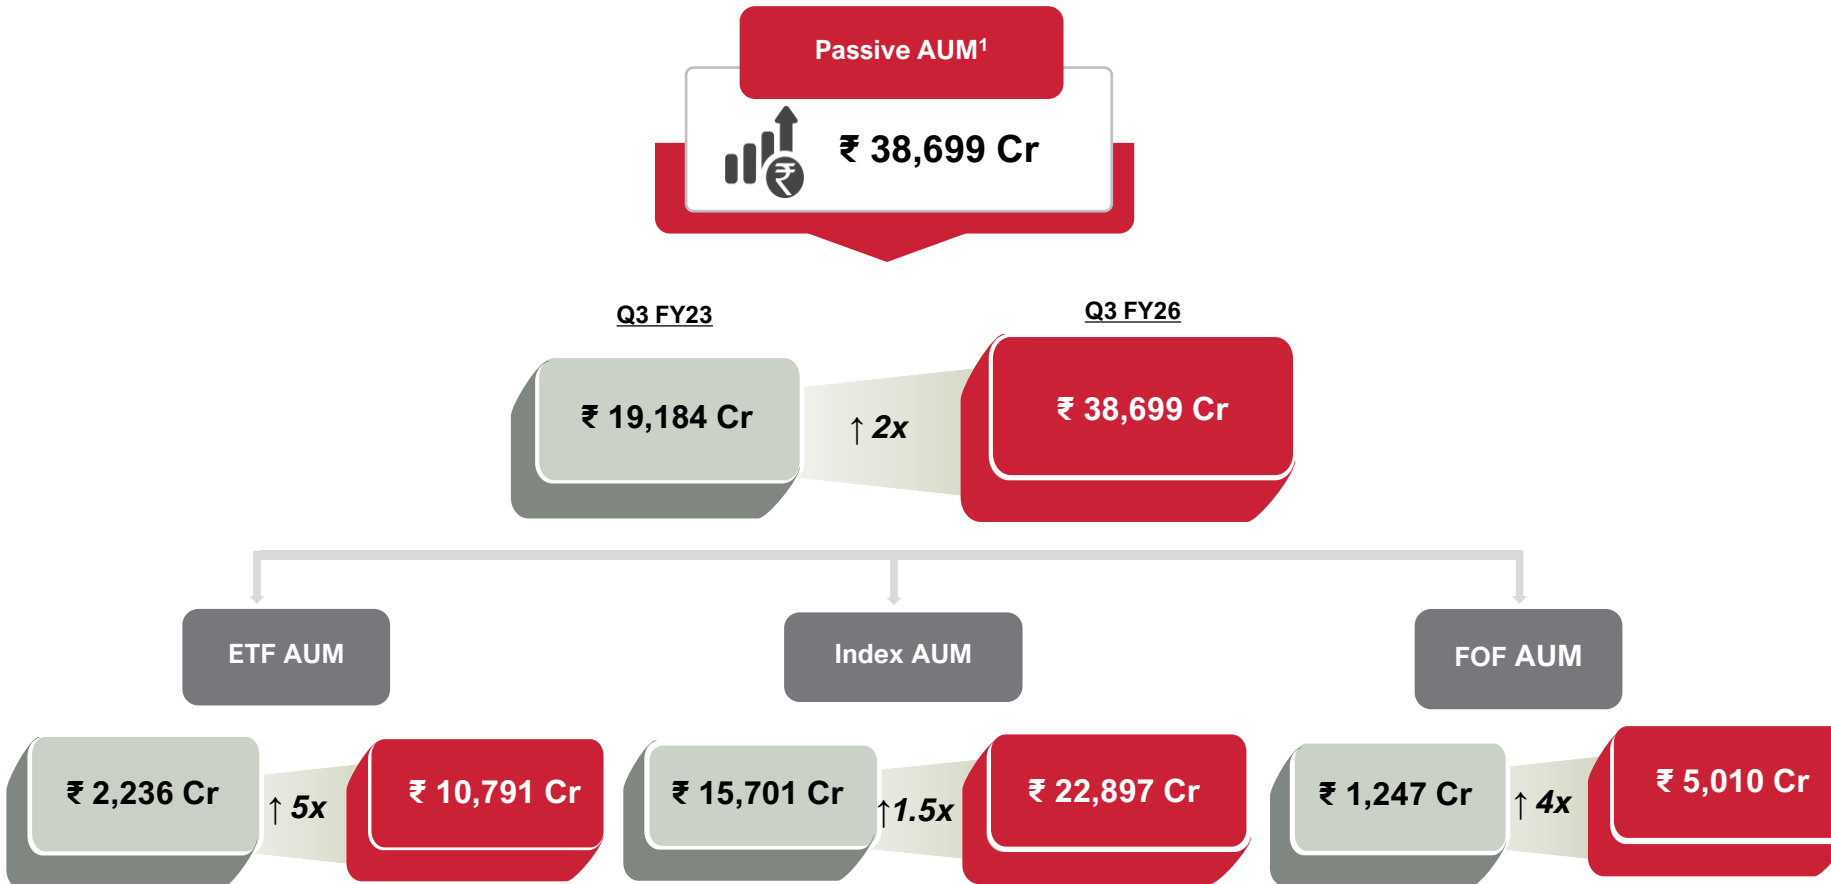 Passive AUM¹
₹ 38,699 Cr
Q3 FY23
Q3 FY26
₹ 19,184 Cr
↑ 2x
₹ 38,699 Cr
ETF AUM
Index AUM
FOF AUM
₹ 2,236 Cr
↑ 5x
₹ 10,791 Cr
₹ 15,701 Cr
↑1.5x
₹ 22,897 Cr
₹ 1,247 Cr
↑ 4x
₹ 5,010 Cr